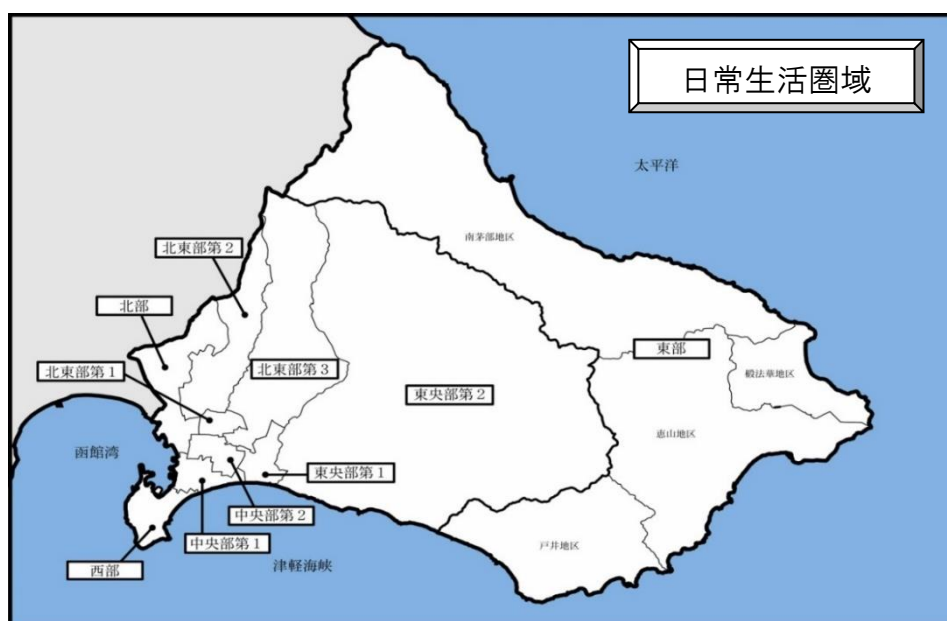 日常生活圏域
太平洋
南茅部地区
北東部第2
北部
北東部第1
北東部第3
東部
椴法華地区
東央部第2
恵山地区
函館湾
東央部第1
中央部第2
中央部第1
戸井地区
津軽海峡
西部